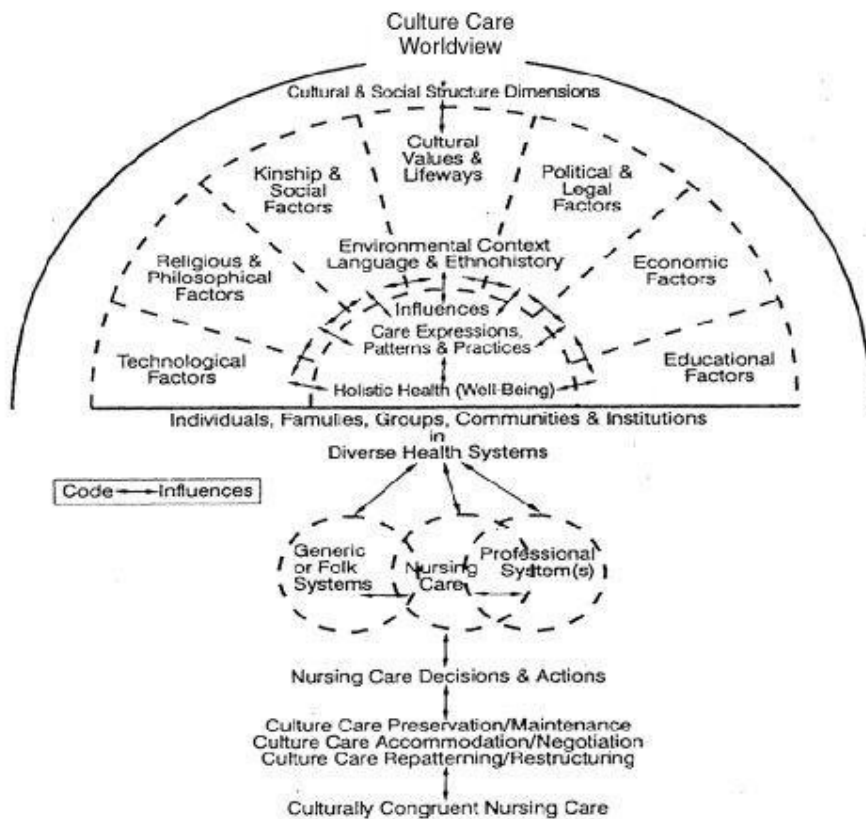 Culture Care
Worldview
Cultural & Social Structure Dimensions
Cultural
Values &
Lifeways
Kinship &
Social
Factors
Political &
Legal
Factors
Religious &
Philosophical
Factors
Environmental Context
Language & Ethnohistory
Economic
Factors
Technological
Factors
Influences
Care Expressions,
Patterns & Practices
Educational
Factors
Holistic Health (Well-Being)
Individuals, Famulies, Groups, Communities & Institutions
in
Diverse Health Systems
Code Influences
Generic
or Folk
Systems
Nursing
Care
Professional
System(s)
Nursing Care Decisions & Actions
Culture Care Preservation/Maintenance
Culture Care Accommodation/Negotiation
Culture Care Repatterning/Restructuring
Culturally Congruent Nursing Care